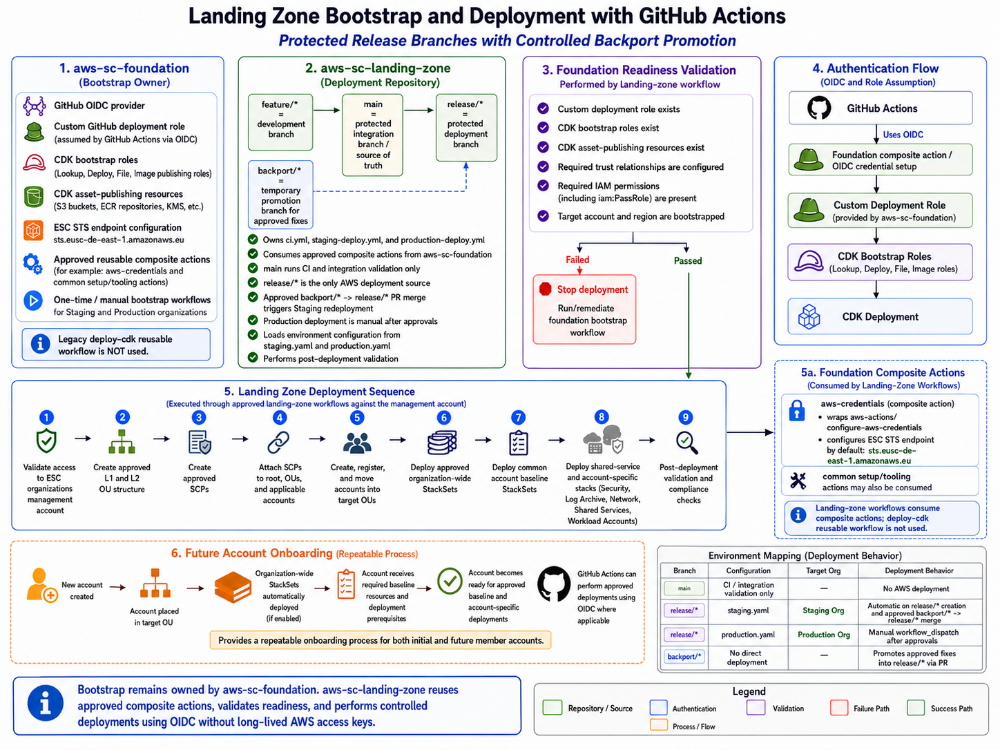 Landing Zone Bootstrap and Deployment with GitHub Actions
Protected Release Branches with Controlled Backport Promotion
1. aws-sc-foundation
(Bootstrap Owner)
GitHub OIDC provider
Custom GitHub deployment role
(assumed by GitHub Actions via OIDC)
CDK bootstrap roles
(Lookup, Deploy, File, Image publishing roles)
CDK asset-publishing resources
(S3 buckets, ECR repositories, KMS, etc.)
ESC STS endpoint configuration
sts.eusc-de-east-1.amazonaws.eu
Approved reusable composite actions
(for example: aws-credentials and
common setup/tooling actions)
One-time / manual bootstrap workflows
for Staging and Production organizations
Legacy deploy-cdk reusable
workflow is NOT used.
2. aws-sc-landing-zone
(Deployment Repository)
feature/*
=
development
branch
main
=
protected
integration
branch /
source of
truth
release/*
=
protected
deployment
branch
backport/*
=
temporary
promotion
branch for
approved fixes
Owns ci.yml, staging-deploy.yml, and production-deploy.yml
Consumes approved composite actions from aws-sc-foundation
main runs CI and integration validation only
release/* is the only AWS deployment source
Approved backport/* -> release/* PR merge
triggers Staging redeployment
Production deployment is manual after approvals
Loads environment configuration from
staging.yaml and production.yaml
Performs post-deployment validation
3. Foundation Readiness Validation
Performed by Landing-zone workflow
Custom deployment role exists
CDK bootstrap roles exist
CDK asset-publishing resources exist
Required trust relationships are configured
Required IAM permissions
(including iam:PassRole) are present
Target account and region are bootstrapped
Failed
Passed
Stop deployment
Run/remediate
foundation bootstrap
workflow
4. Authentication Flow
(OIDC and Role Assumption)
GitHub Actions
Uses OIDC
Foundation composite action /
OIDC credential setup
Custom Deployment Role
(provided by aws-sc-foundation)
CDK Bootstrap Roles
(Lookup, Deploy, File, Image roles)
CDK Deployment
5. Landing Zone Deployment Sequence
(Executed through approved landing-zone workflows against the management account)
1
Validate access
to ESC
organizations
management
account
2
Create approved
L1 and L2
OU structure
3
Create
approved
SCPs
4
Attach SCPs
to root, OUs,
and applicable
accounts
5
Create, register,
and move
accounts into
target OUs
6
Deploy approved
organization-wide
StackSets
7
Deploy common
account baseline
StackSets
8
Deploy shared-service
and account-specific
stacks (Security,
Log Archive, Network,
Shared Services,
Workload Accounts)
9
Post-deployment
validation and
compliance
checks
5a. Foundation Composite Actions
(Consumed by Landing-Zone Workflows)
aws-credentials (composite action)
• wraps aws-actions/
configure-aws-credentials
• configures ESC STS endpoint
by default: sts.eusc-de-
east-1.amazonaws.eu
common setup/tooling
actions may also be consumed
Landing-zone workflows consume
composite actions; deploy-cdk
reusable workflow is not used.
6. Future Account Onboarding (Repeatable Process)
New account
created
Account placed
in target OU
Organization-wide
StackSets
automatically
deployed
(if enabled)
Account receives
required baseline
resources and
deployment
prerequisites
Account becomes
ready for approved
baseline and
account-specific
deployments
GitHub Actions can
perform approved
deployments using
OIDC where
applicable
Provides a repeatable onboarding process for both initial and future member accounts.
Environment Mapping (Deployment Behavior)
Branch Configuration Target Org Deployment Behavior
main CI / integration validation only — No AWS deployment
release/* staging.yaml Staging Org Automatic on release/* creation and approved backport/* -> release/* merge
release/* production.yaml Production Org Manual workflow_dispatch after approvals
backport/* No direct deployment — Promotes approved fixes into release/* via PR
Bootstrap remains owned by aws-sc-foundation. aws-sc-landing-zone reuses
approved composite actions, validates readiness, and performs controlled
deployments using OIDC without long-lived AWS access keys.
Legend
Repository / Source
Authentication
Validation
Failure Path
Success Path
Process / Flow